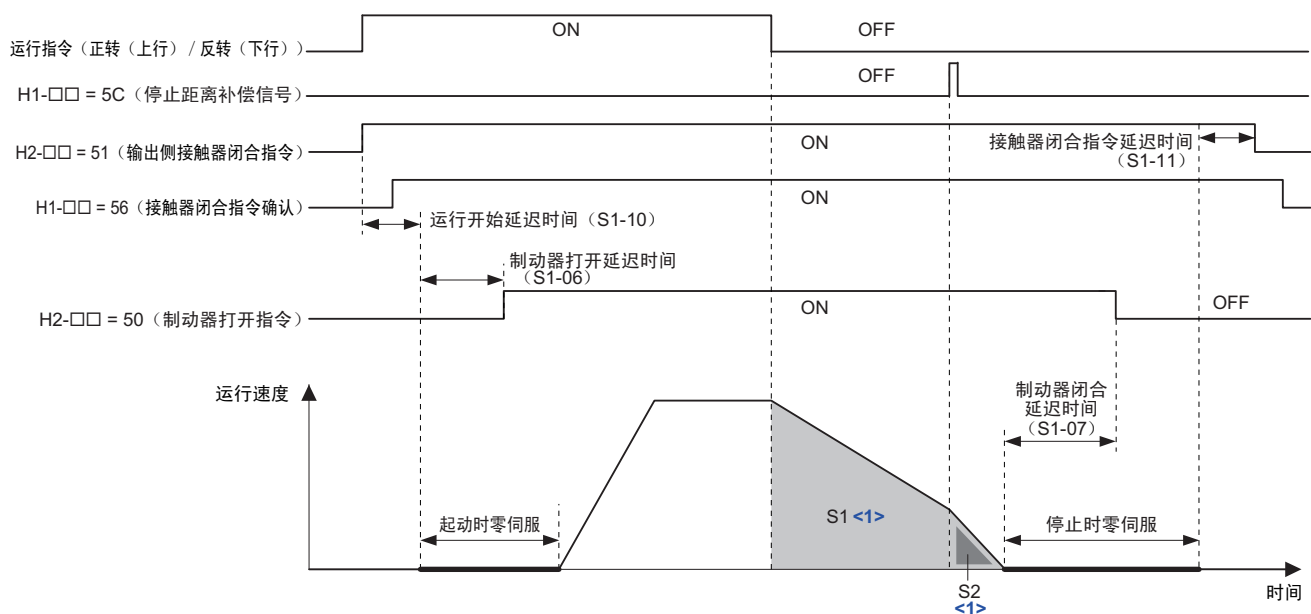 运行指令（正转（上行）/ 反转（下行））
ON
OFF
H1-□□ = 5C（停止距离补偿信号）
OFF
H2-□□ = 51（输出侧接触器闭合指令）
ON
接触器闭合指令延迟时间
（S1-11）
H1-□□ = 56（接触器闭合指令确认）
ON
运行开始延迟时间（S1-10）
制动器打开延迟时间
（S1-06）
H2-□□ = 50（制动器打开指令）
ON
OFF
运行速度
制动器闭合
延迟时间
（S1-07）
起动时零伺服
S1 <1>
停止时零伺服
S2
<1>
时间